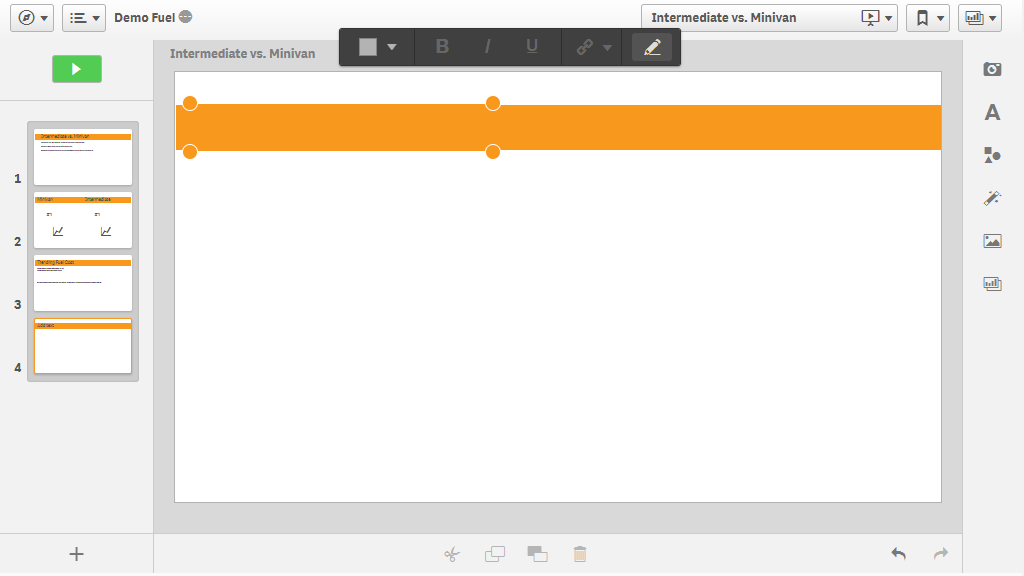 Demo Fuel
Intermediate vs. Minivan
Intermediate vs. Minivan
B I U
A
1
Intermediate vs. Minivan
2
Minivan Intermediate
3
Trending Fuel Cost
4
Add text